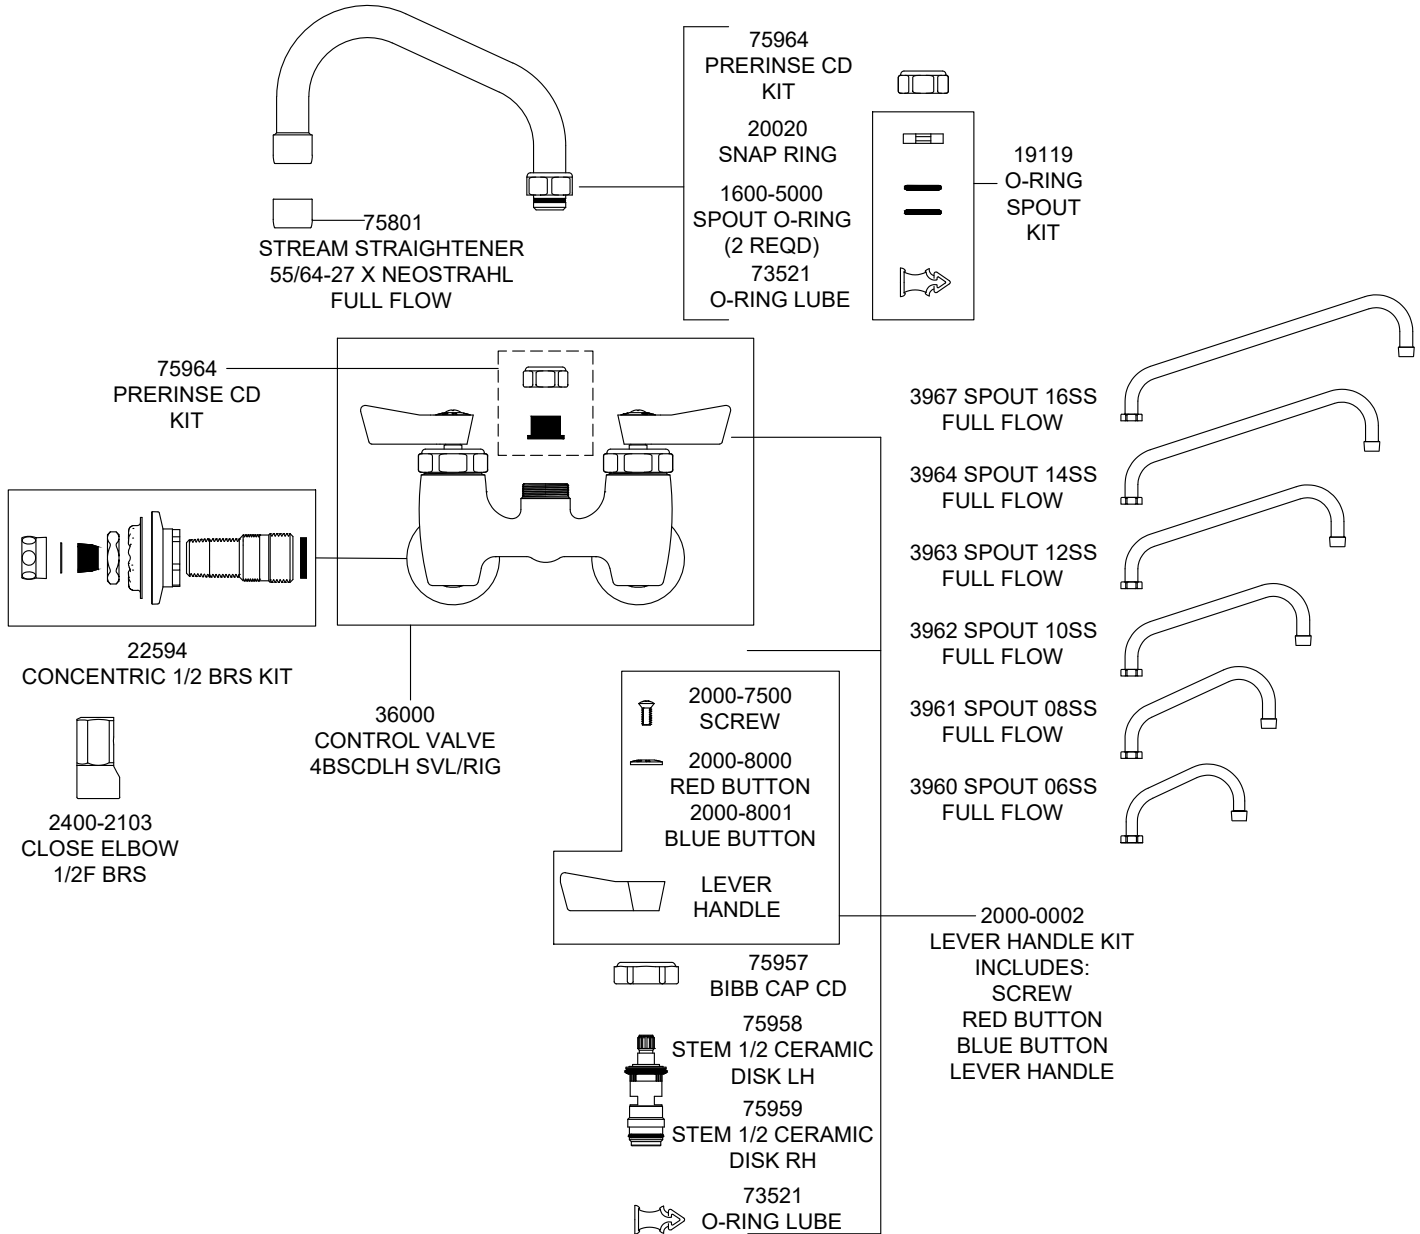 75964
PRERINSE CD
KIT
20020
SNAP RING
1600-5000
SPOUT O-RING
(2 REQD)
73521
O-RING LUBE
19119
O-RING
SPOUT
KIT
75801
STREAM STRAIGHTENER
55/64-27 X NEOSTRAHL
FULL FLOW
75964
PRERINSE CD
KIT
3967 SPOUT 16SS
FULL FLOW
3964 SPOUT 14SS
FULL FLOW
3963 SPOUT 12SS
FULL FLOW
3962 SPOUT 10SS
FULL FLOW
3961 SPOUT 08SS
FULL FLOW
3960 SPOUT 06SS
FULL FLOW
22594
CONCENTRIC 1/2 BRS KIT
36000
CONTROL VALVE
4BSCDLH SVL/RIG
2400-2103
CLOSE ELBOW
1/2F BRS
2000-7500
SCREW
2000-8000
RED BUTTON
2000-8001
BLUE BUTTON
LEVER
HANDLE
2000-0002
LEVER HANDLE KIT
INCLUDES:
SCREW
RED BUTTON
BLUE BUTTON
LEVER HANDLE
75957
BIBB CAP CD
75958
STEM 1/2 CERAMIC
DISK LH
75959
STEM 1/2 CERAMIC
DISK RH
73521
O-RING LUBE